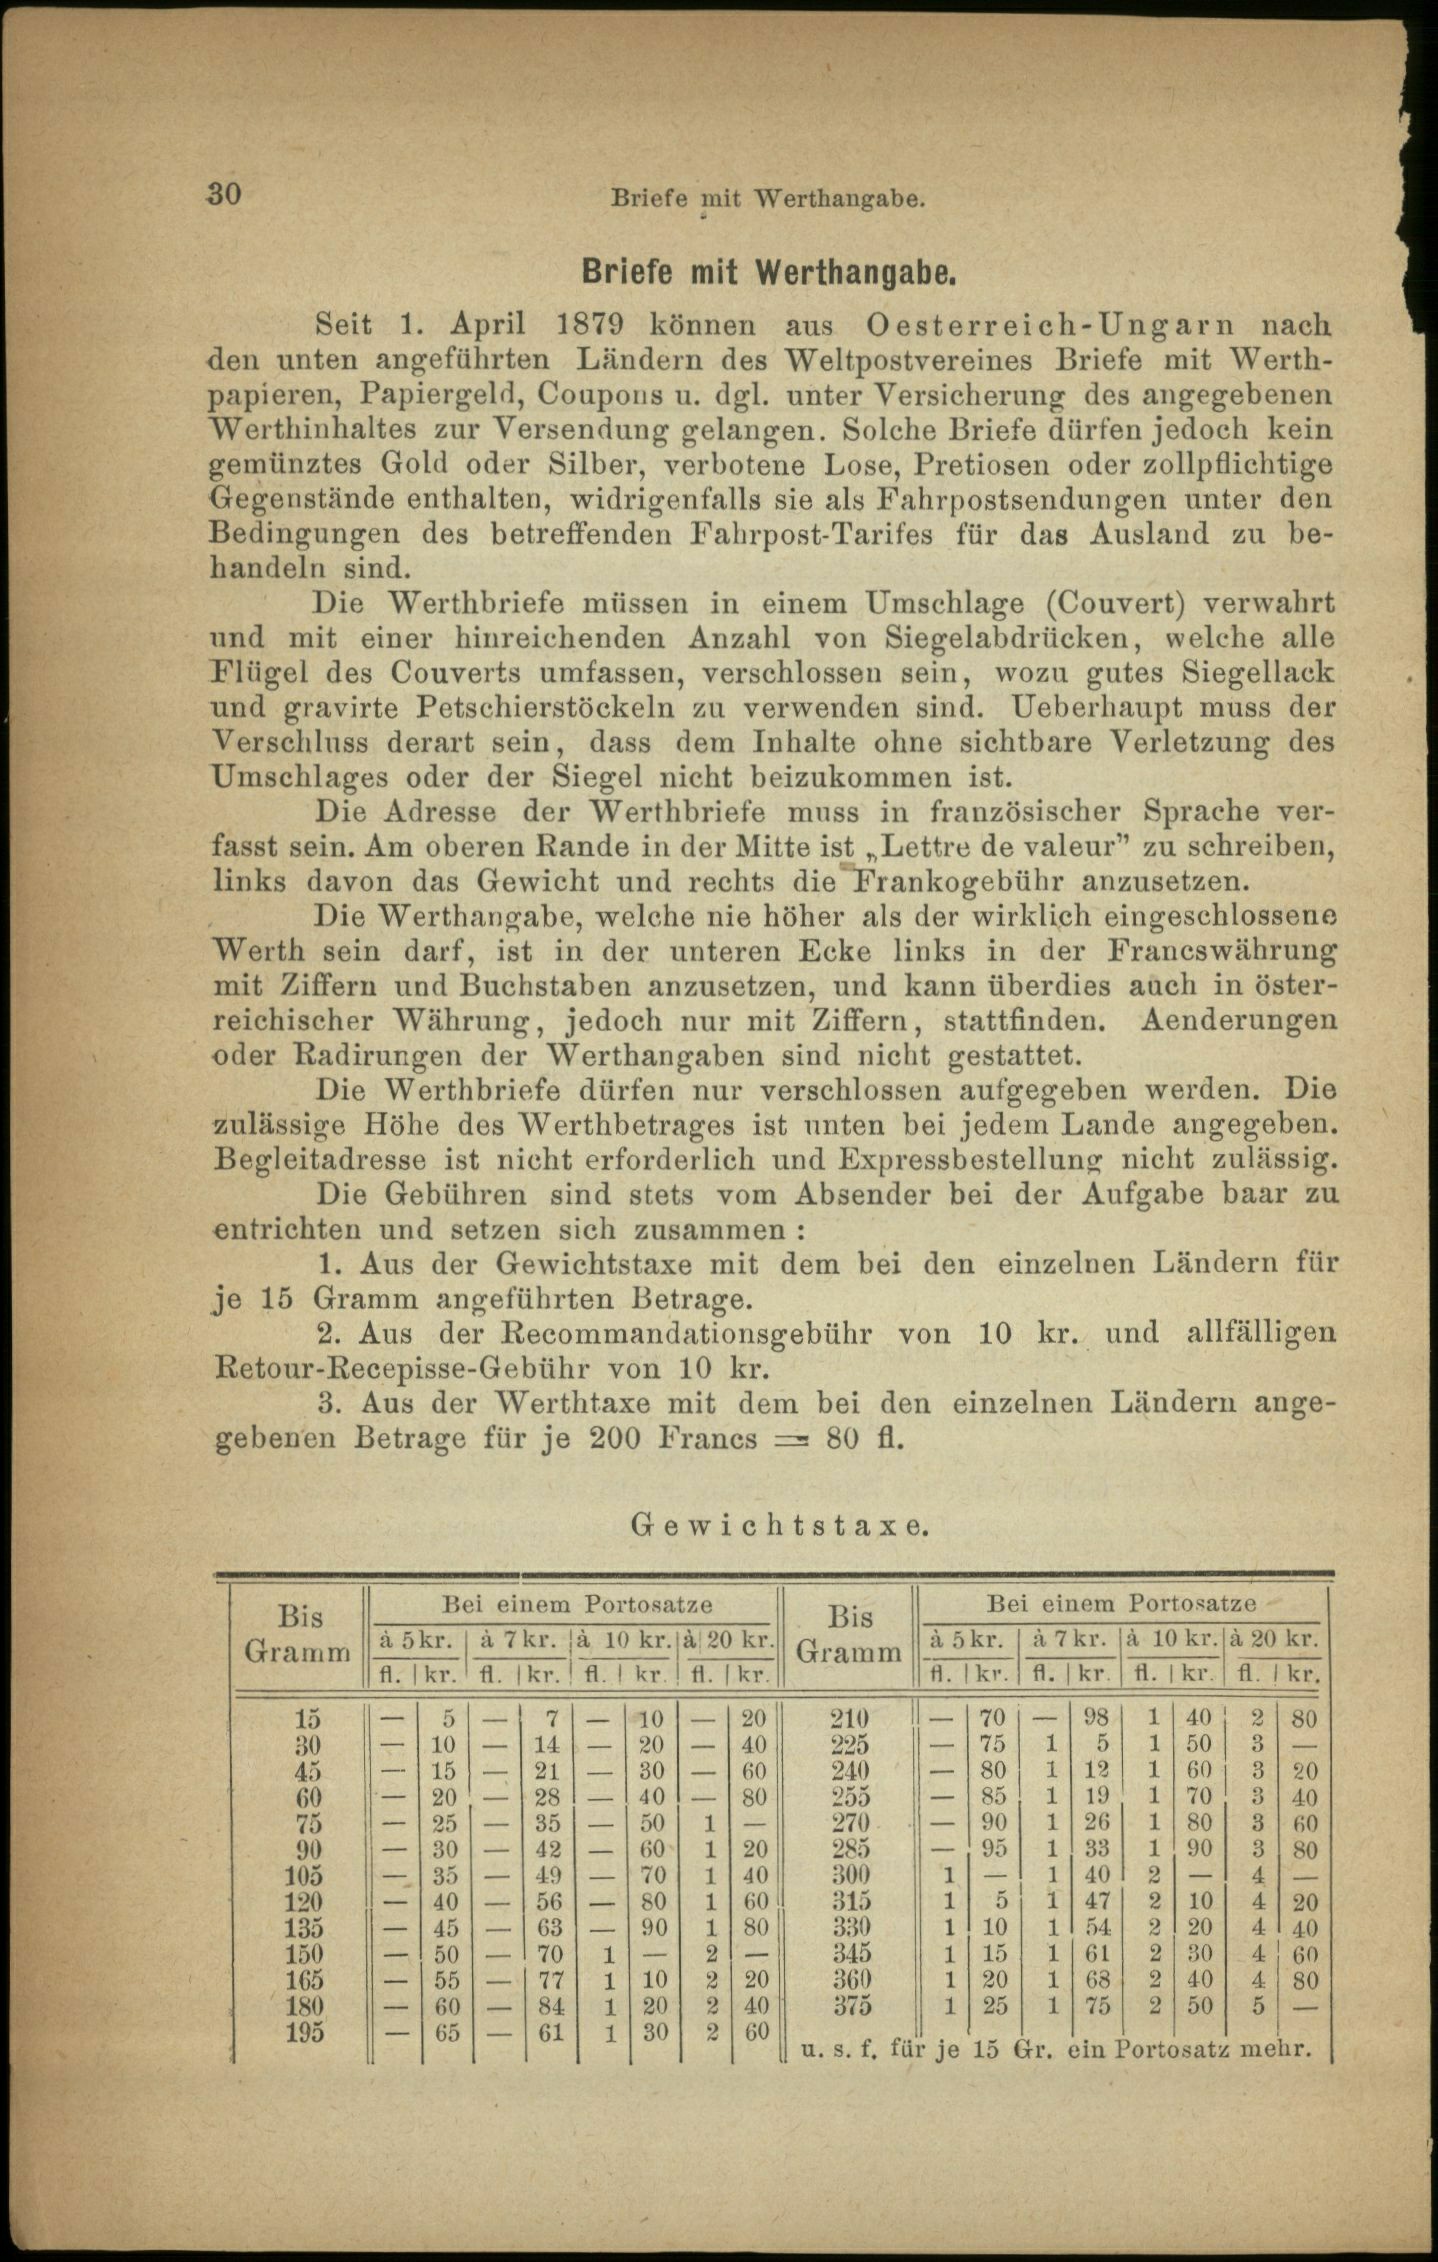 30
Briefe mit Werthangabe.
Briefe mit Werthangabe.
Seit 1. April 1879 können aus Oesterreich-Ungarn nach
den unten angeführten Ländern des Weltpostvereines Briefe mit Werth-
papieren, Papiergeld, Coupons u. dgl. unter Versicherung des angegebenen
Werthinhaltes zur Versendung gelangen. Solche Briefe dürfen jedoch kein
gemünztes Gold oder Silber, verbotene Lose, Pretiosen oder zollpflichtige
Gegenstände enthalten, widrigenfalls sie als Fahrpostsendungen unter den
Bedingungen des betreffenden Fahrpost-Tarifes für das Ausland zu be-
handeln sind.
Die Werthbriefe müssen in einem Umschlage (Couvert) verwahrt
und mit einer hinreichenden Anzahl von Siegelabdrücken, welche alle
Flügel des Couverts umfassen, verschlossen sein, wozu gutes Siegellack
und gravirte Petschierstöckeln zu verwenden sind. Ueberhaupt muss der
Verschluss derart sein, dass dem Inhalte ohne sichtbare Verletzung des
Umschlages oder der Siegel nicht beizukommen ist.
Die Adresse der Werthbriefe muss in französischer Sprache ver-
fasst sein. Am oberen Rande in der Mitte ist „Lettre de valeur” zu schreiben,
links davon das Gewicht und rechts die Frankogebühr anzusetzen.
Die Werthangabe, welche nie höher als der wirklich eingeschlossene
Werth sein darf, ist in der unteren Ecke links in der Francswährung
mit Ziffern und Buchstaben anzusetzen, und kann überdies auch in öster-
reichischer Währung, jedoch nur mit Ziffern, stattfinden. Aenderungen
oder Radirungen der Werthangaben sind nicht gestattet.
Die Werthbriefe dürfen nur verschlossen aufgegeben werden. Die
zulässige Höhe des Werthbetrages ist unten bei jedem Lande angegeben.
Begleitadresse ist nicht erforderlich und Expressbestellung nicht zulässig.
Die Gebühren sind stets vom Absender bei der Aufgabe baar zu
entrichten und setzen sich zusammen :
1. Aus der Gewichtstaxe mit dem bei den einzelnen Ländern für
je 15 Gramm angeführten Betrage.
2. Aus der Recommandationsgebühr von 10 kr. und allfälligen
Retour-Recepisse-Gebühr von 10 kr.
3. Aus der Werthtaxe mit dem bei den einzelnen Ländern ange-
gebenen Betrage für je 200 Francs = 80 fl.
Gewichtstaxe.
Bis Gramm | Bei einem Portosatze | Bis Gramm | Bei einem Portosatze
à 5 kr. | à 7 kr. | à 10 kr. | à 20 kr. | à 5 kr. | à 7 kr. | à 10 kr. | à 20 kr.
fl. | kr. | fl. | kr. | fl. | kr. | fl. | kr. | fl. | kr. | fl. | kr. | fl. | kr. | fl. | kr.
15 — 5 — 7 — 10 — 20 210 — 70 — 98 1 40 2 80
30 — 10 — 14 — 20 — 40 225 — 75 1 5 1 50 3 —
45 — 15 — 21 — 30 — 60 240 — 80 1 12 1 60 3 20
60 — 20 — 28 — 40 — 80 255 — 85 1 19 1 70 3 40
75 — 25 — 35 — 50 1 — 270 — 90 1 26 1 80 3 60
90 — 30 — 42 — 60 1 20 285 — 95 1 33 1 90 3 80
105 — 35 — 49 — 70 1 40 300 1 — 1 40 2 — 4 —
120 — 40 — 56 — 80 1 60 315 1 5 1 47 2 10 4 20
135 — 45 — 63 — 90 1 80 330 1 10 1 54 2 20 4 40
150 — 50 — 70 1 — 2 — 345 1 15 1 61 2 30 4 60
165 — 55 — 77 1 10 2 20 360 1 20 1 68 2 40 4 80
180 — 60 — 84 1 20 2 40 375 1 25 1 75 2 50 5 —
195 — 65 — 61 1 30 2 60
u. s. f. für je 15 Gr. ein Portosatz mehr.